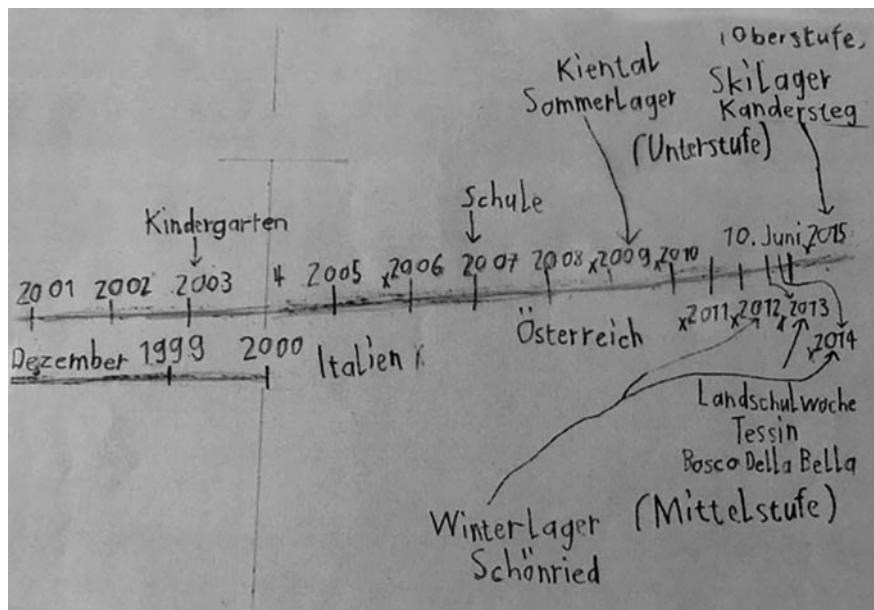 (Oberstufe)
Kiental
Sommerlager
SkiLager
Kandersteg
(Unterstufe)
Schule
Kindergarten
10. Juni
2001 2002 2003 4 2005 x2006 2007 2008 x2009 x2010 x2015
x2011 x2012 x2013
x2014
Dezember 1999 2000
Italien x
Österreich
Landschulwoche
Tessin
Bosco Della Bella
(Mittelstufe)
WinterLager
Schönried